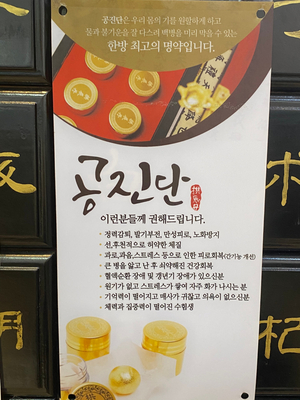 공진단은 우리 몸의 기를 원활하게 하고
물과 불기운을 잘 다스려 백병을 미리 막을 수 있는
한방 최고의 명약입니다.
공진단
이런분들께 권해드립니다.
· 정력감퇴, 발기부전, 만성피로, 노화방지
· 선,후천적으로 허약한 체질
· 과로,과음,스트레스 등으로 인한 피로회복(간기능 개선)
· 큰 병을 앓고 난 후 쇠약해진 건강회복
· 혈액순환 장애 및 갱년기 장애가 있으신분
· 원기가 없고 스트레스가 쌓여 자주 화가 나시는 분
· 기억력이 떨어지고 매사가 귀찮고 의욕이 없으신분
· 체력과 집중력이 떨어진 수험생